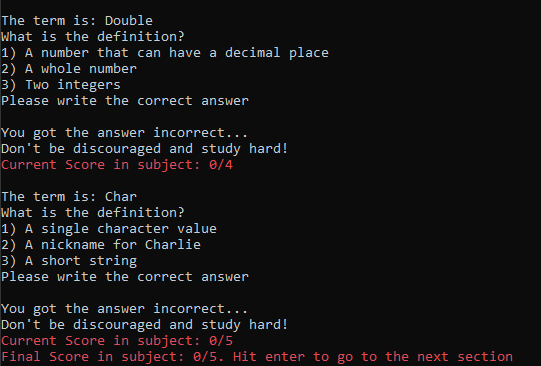 The term is: Double
What is the definition?
1) A number that can have a decimal place
2) A whole number
3) Two integers
Please write the correct answer
You got the answer incorrect...
Don't be discouraged and study hard!
Current Score in subject: 0/4
The term is: Char
What is the definition?
1) A single character value
2) A nickname for Charlie
3) A short string
Please write the correct answer
You got the answer incorrect...
Don't be discouraged and study hard!
Current Score in subject: 0/5
Final Score in subject: 0/5. Hit enter to go to the next section